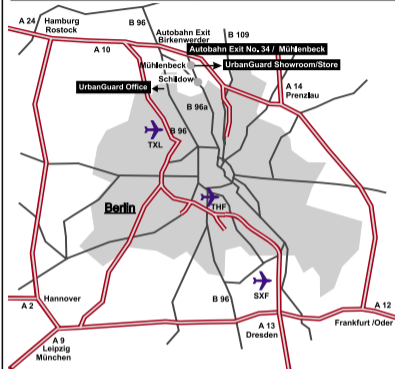 A 24
Hamburg
Rostock
B 96
A 10
Autobahn Exit
Birkenwerder
B 109
Autobahn Exit No. 34 / Mühlenbeck
Mühlenbeck
UrbanGuard Showroom/Store
Schildow
UrbanGuard Office
A 14
Prenzlau
B 96a
B 96
TXL
Berlin
THF
SXF
A 2
Hannover
B 96
A 12
Frankfurt /Oder
A 13
Dresden
A 9
Leipzig
München